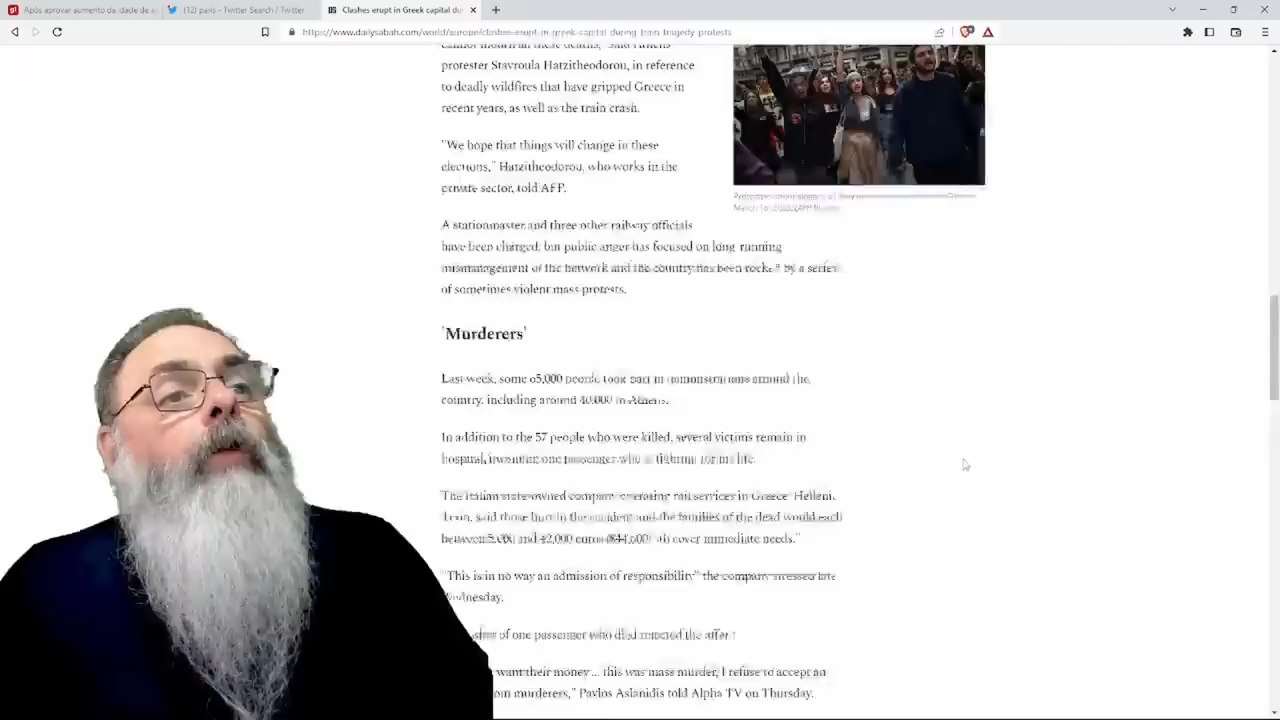 Após aprovar aumento da idade de
(12) paris - Twitter Search / Twitter
Clashes erupt in Greek capital du
https://www.dailysabah.com/world/europe/clashes-erupt-in-greek-capital-during-train-tragedy-protests
protester Stavroula Hatzitheodorou, in reference
to deadly wildfires that have gripped Greece in
recent years, as well as the train crash.
"We hope that things will change in these
elections," Hatzitheodorou, who works in the
private sector, told AFP.
A stationmaster and three other railway officials
have been charged, but public anger has focused on long-running
mismanagement of the network and the country has been rocked by a series
of sometimes violent mass protests.
'Murderers'
Last week, some 65,000 people took part in demonstrations around the
country, including around 40,000 in Athens.
In addition to the 57 people who were killed, several victims remain in
hospital, including one passenger who is fighting for his life.
The Italian state-owned company operating rail services in Greece, Hellenic
Train, said those hurt in the accident and the families of the dead would each
between and 42,000 euros to cover immediate needs."
"This is in no way an admission of responsibility" the company stressed late
Wednesday.
of one passenger who died rejected the offer
want their money ... this was mass murder, I refuse to accept an
murderers," Pavlos Aslanidis told Alpha TV on Thursday.